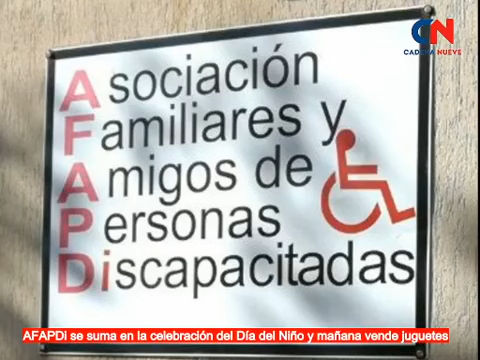 CN
CADENA NUEVE
Asociación
Familiares y
Amigos de
Personas
Discapacitadas
AFAPDi se suma en la celebración del Día del Niño y mañana vende juguetes